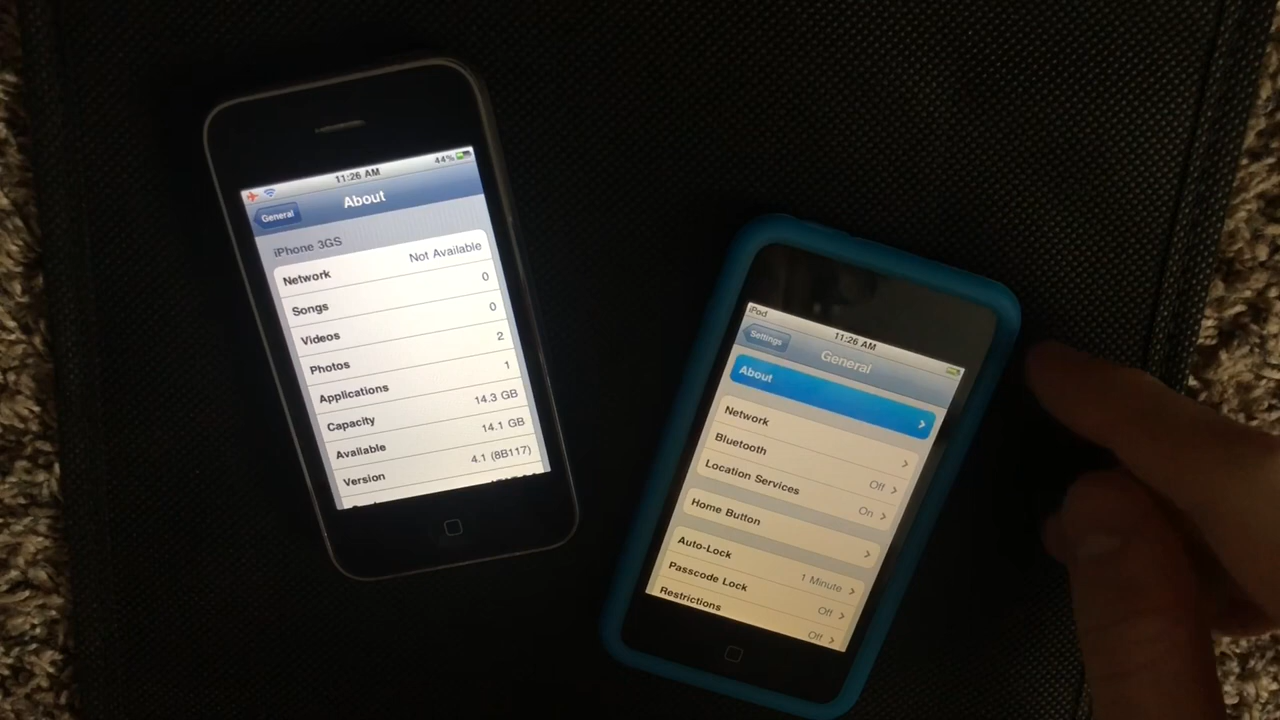 44%
11:26 AM
General
About
iPhone 3GS
Network Not Available
Songs 0
Videos 0
Photos 2
Applications 1
Capacity 14.3 GB
Available 14.1 GB
Version 4.1 (8B117)
iPod
11:26 AM
Settings
General
About
Network
Bluetooth Off
Location Services On
Home Button
Auto-Lock 1 Minute
Passcode Lock Off
Restrictions Off